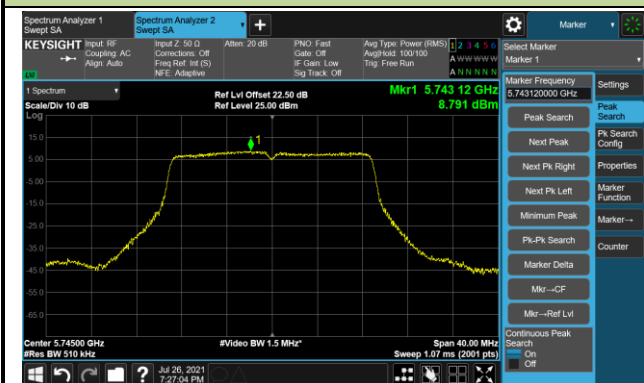 Spectrum Analyzer 1
Swept SA
Spectrum Analyzer 2
Swept SA
+
Marker
KEYSIGHT
Input: RF
Coupling: AC
Align: Auto
Input Z: 50 Ω
Corrections: Off
Freq Ref: Int (S)
NFE: Adaptive
Atten: 20 dB
PNO: Fast
Gate: Off
IF Gain: Low
Sig Track: Off
Avg Type: Power (RMS)
Avg|Hold: 100/100
Trig: Free Run
1 2 3 4 5 6
A W W W W W
A N N N N N
Select Marker
Marker 1
1 Spectrum
Scale/Div 10 dB
Log
Ref Lvl Offset 22.50 dB
Ref Level 25.00 dBm
Mkr1 5.743 12 GHz
8.791 dBm
15.0
5.00
-5.00
-15.0
-25.0
-35.0
-45.0
-55.0
-65.0
1
Center 5.74500 GHz
#Res BW 510 kHz
#Video BW 1.5 MHz*
Span 40.00 MHz
Sweep 1.07 ms (2001 pts)
Marker Frequency
5.743120000 GHz
Peak Search
Next Peak
Next Pk Right
Next Pk Left
Minimum Peak
Pk-Pk Search
Marker Delta
Mkr→CF
Mkr→Ref Lvl
Continuous Peak
Search
On
Off
Settings
Peak
Search
Pk Search
Config
Properties
Marker
Function
Marker→
Counter
?
Jul 26, 2021
7:27:04 PM